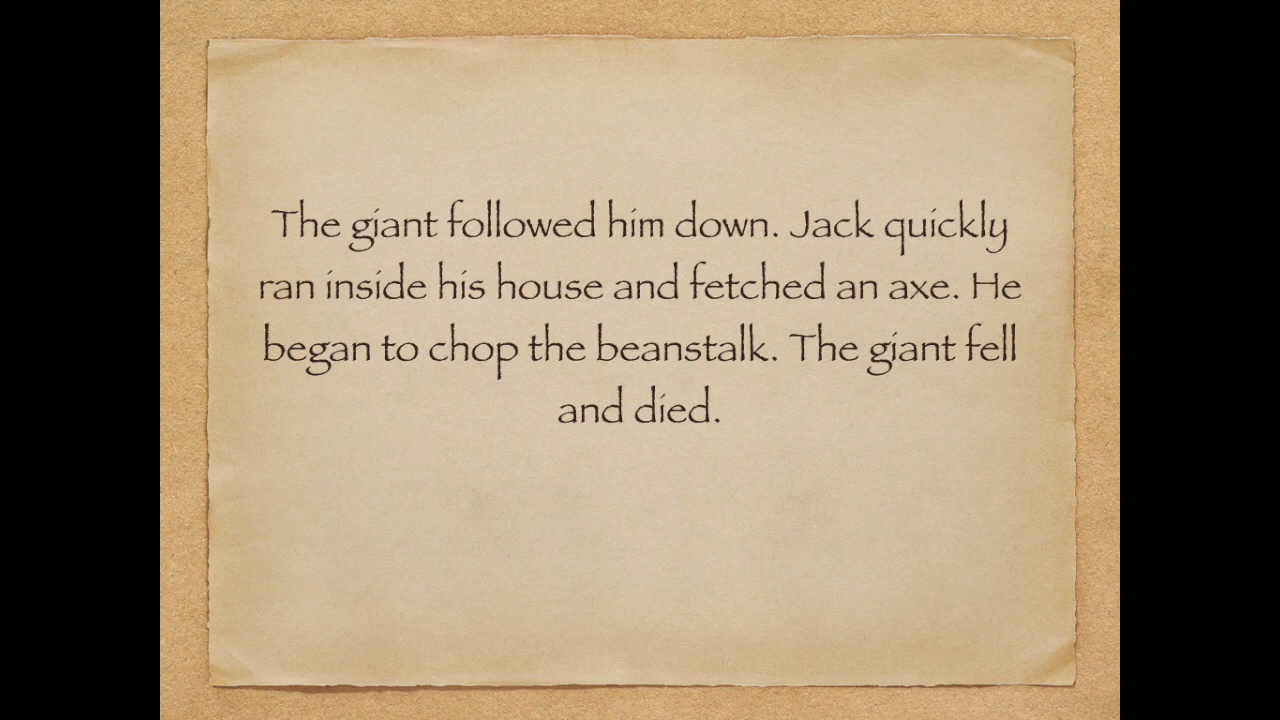 The giant followed him down. Jack quickly
ran inside his house and fetched an axe. He
began to chop the beanstalk. The giant fell
and died.